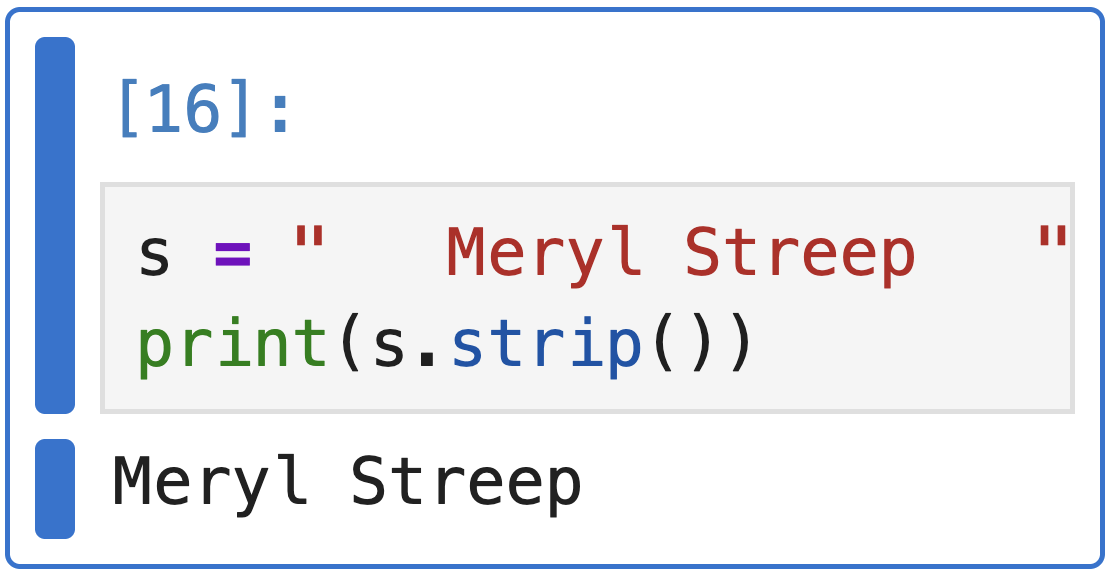 [16]:
s = "   Meryl Streep   "
print(s.strip())
Meryl Streep